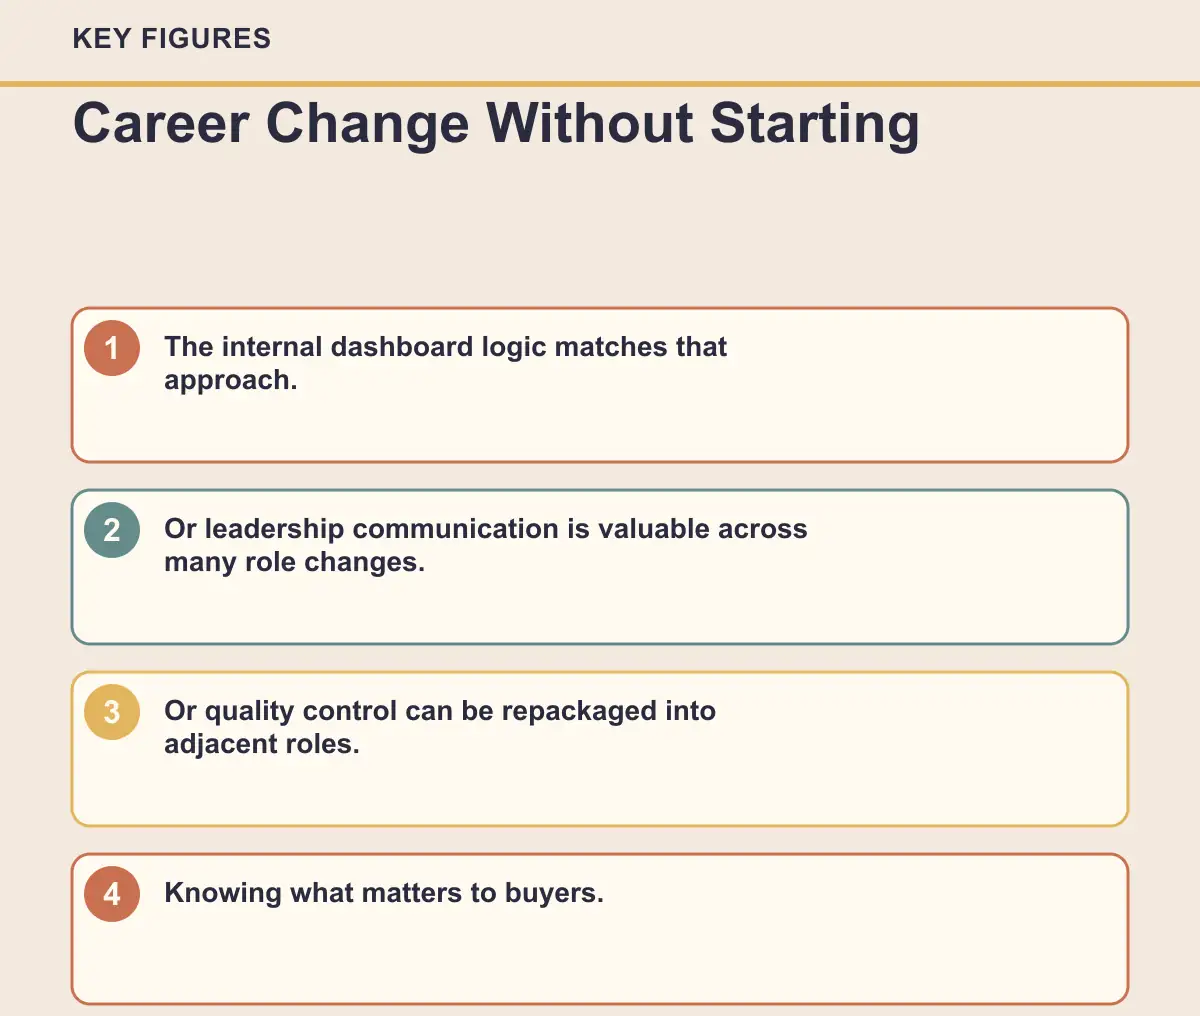 KEY FIGURES
Career Change Without Starting
1
The internal dashboard logic matches that
approach.
2
Or leadership communication is valuable across
many role changes.
3
Or quality control can be repackaged into
adjacent roles.
4
Knowing what matters to buyers.